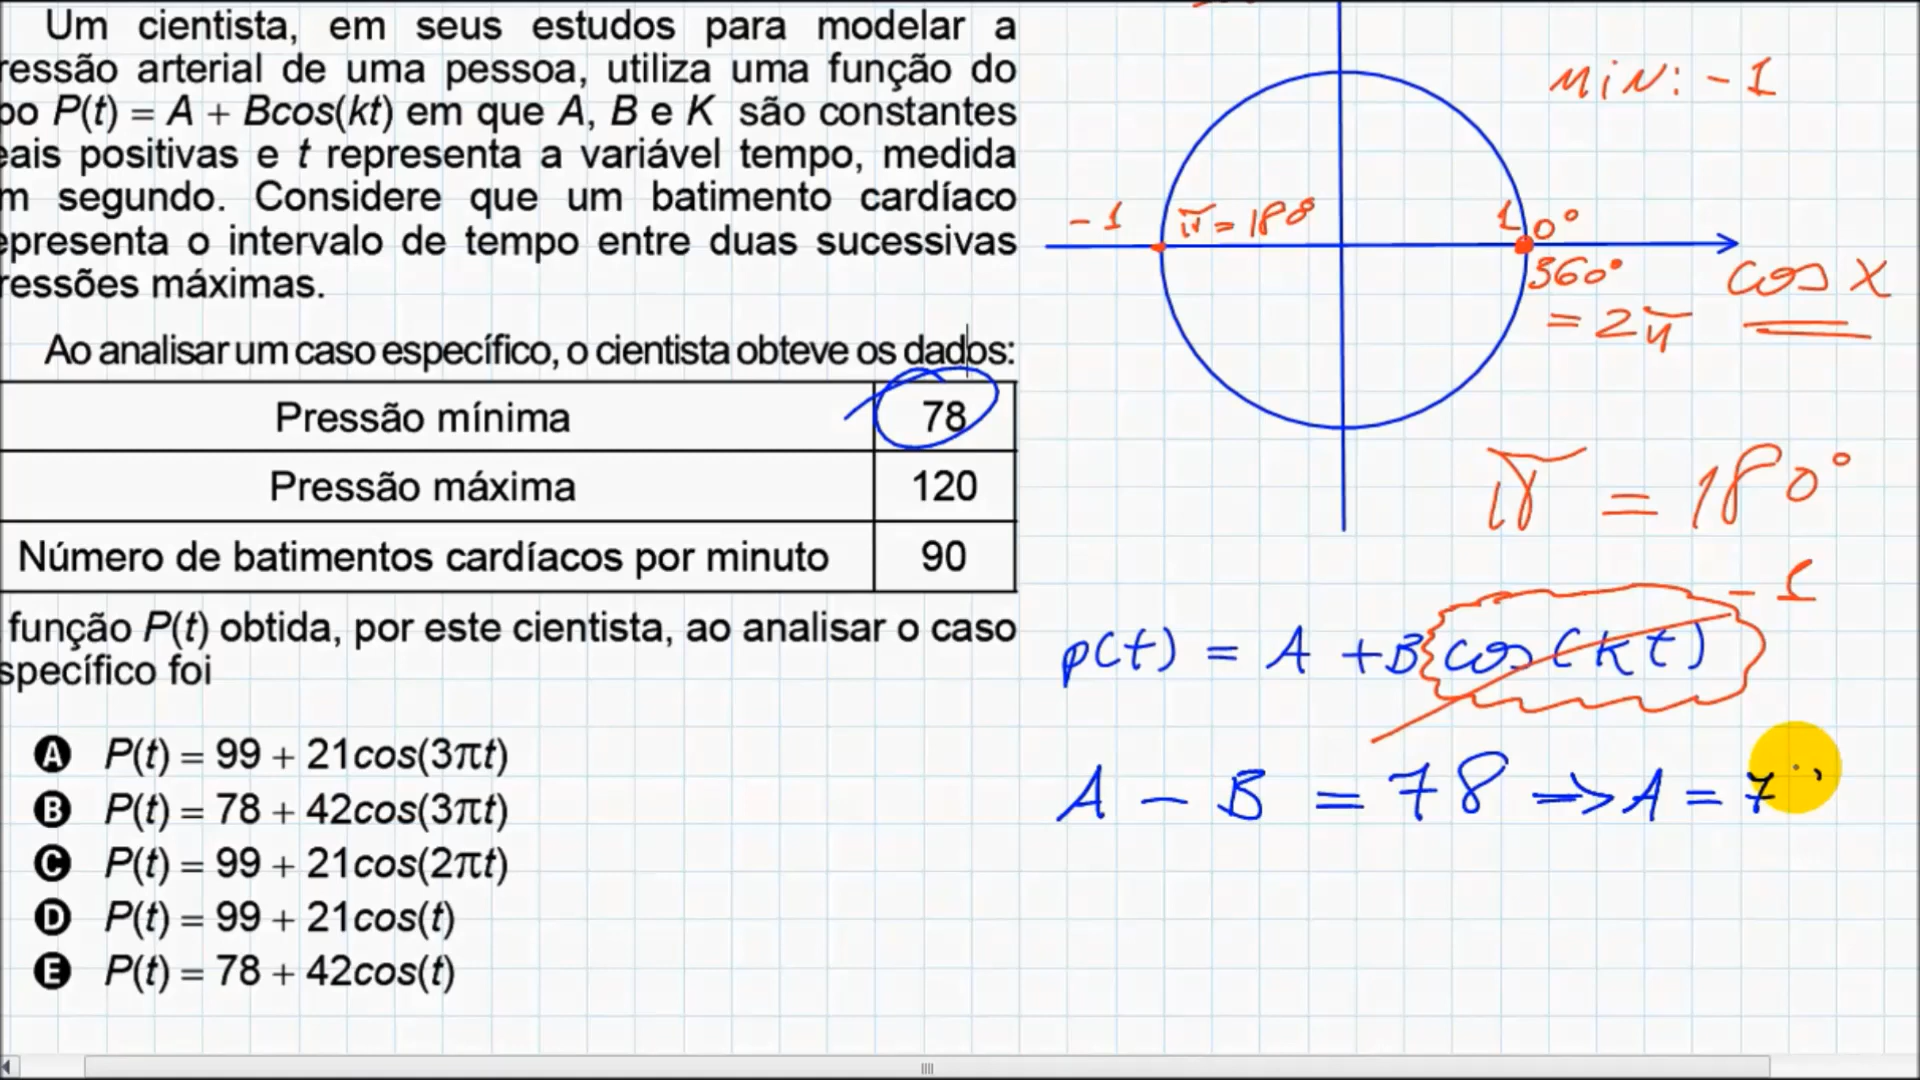 Um cientista, em seus estudos para modelar a
ressão arterial de uma pessoa, utiliza uma função do
po P(t) = A + Bcos(kt) em que A, B e K são constantes
eais positivas e t representa a variável tempo, medida
m segundo. Considere que um batimento cardíaco
epresenta o intervalo de tempo entre duas sucessivas
ressões máximas.
Ao analisar um caso específico, o cientista obteve os dados:
Pressão mínima 78
Pressão máxima 120
Número de batimentos cardíacos por minuto 90
função P(t) obtida, por este cientista, ao analisar o caso
specífico foi
A P(t) = 99 + 21cos(3πt)
B P(t) = 78 + 42cos(3πt)
C P(t) = 99 + 21cos(2πt)
D P(t) = 99 + 21cos(t)
E P(t) = 78 + 42cos(t)
MiN: -1
-1 π = 180 1 0°
360°
= 2π
cos x
π = 180°
-1
p(t) = A + B cos(kt)
A - B = 78 => A = 7